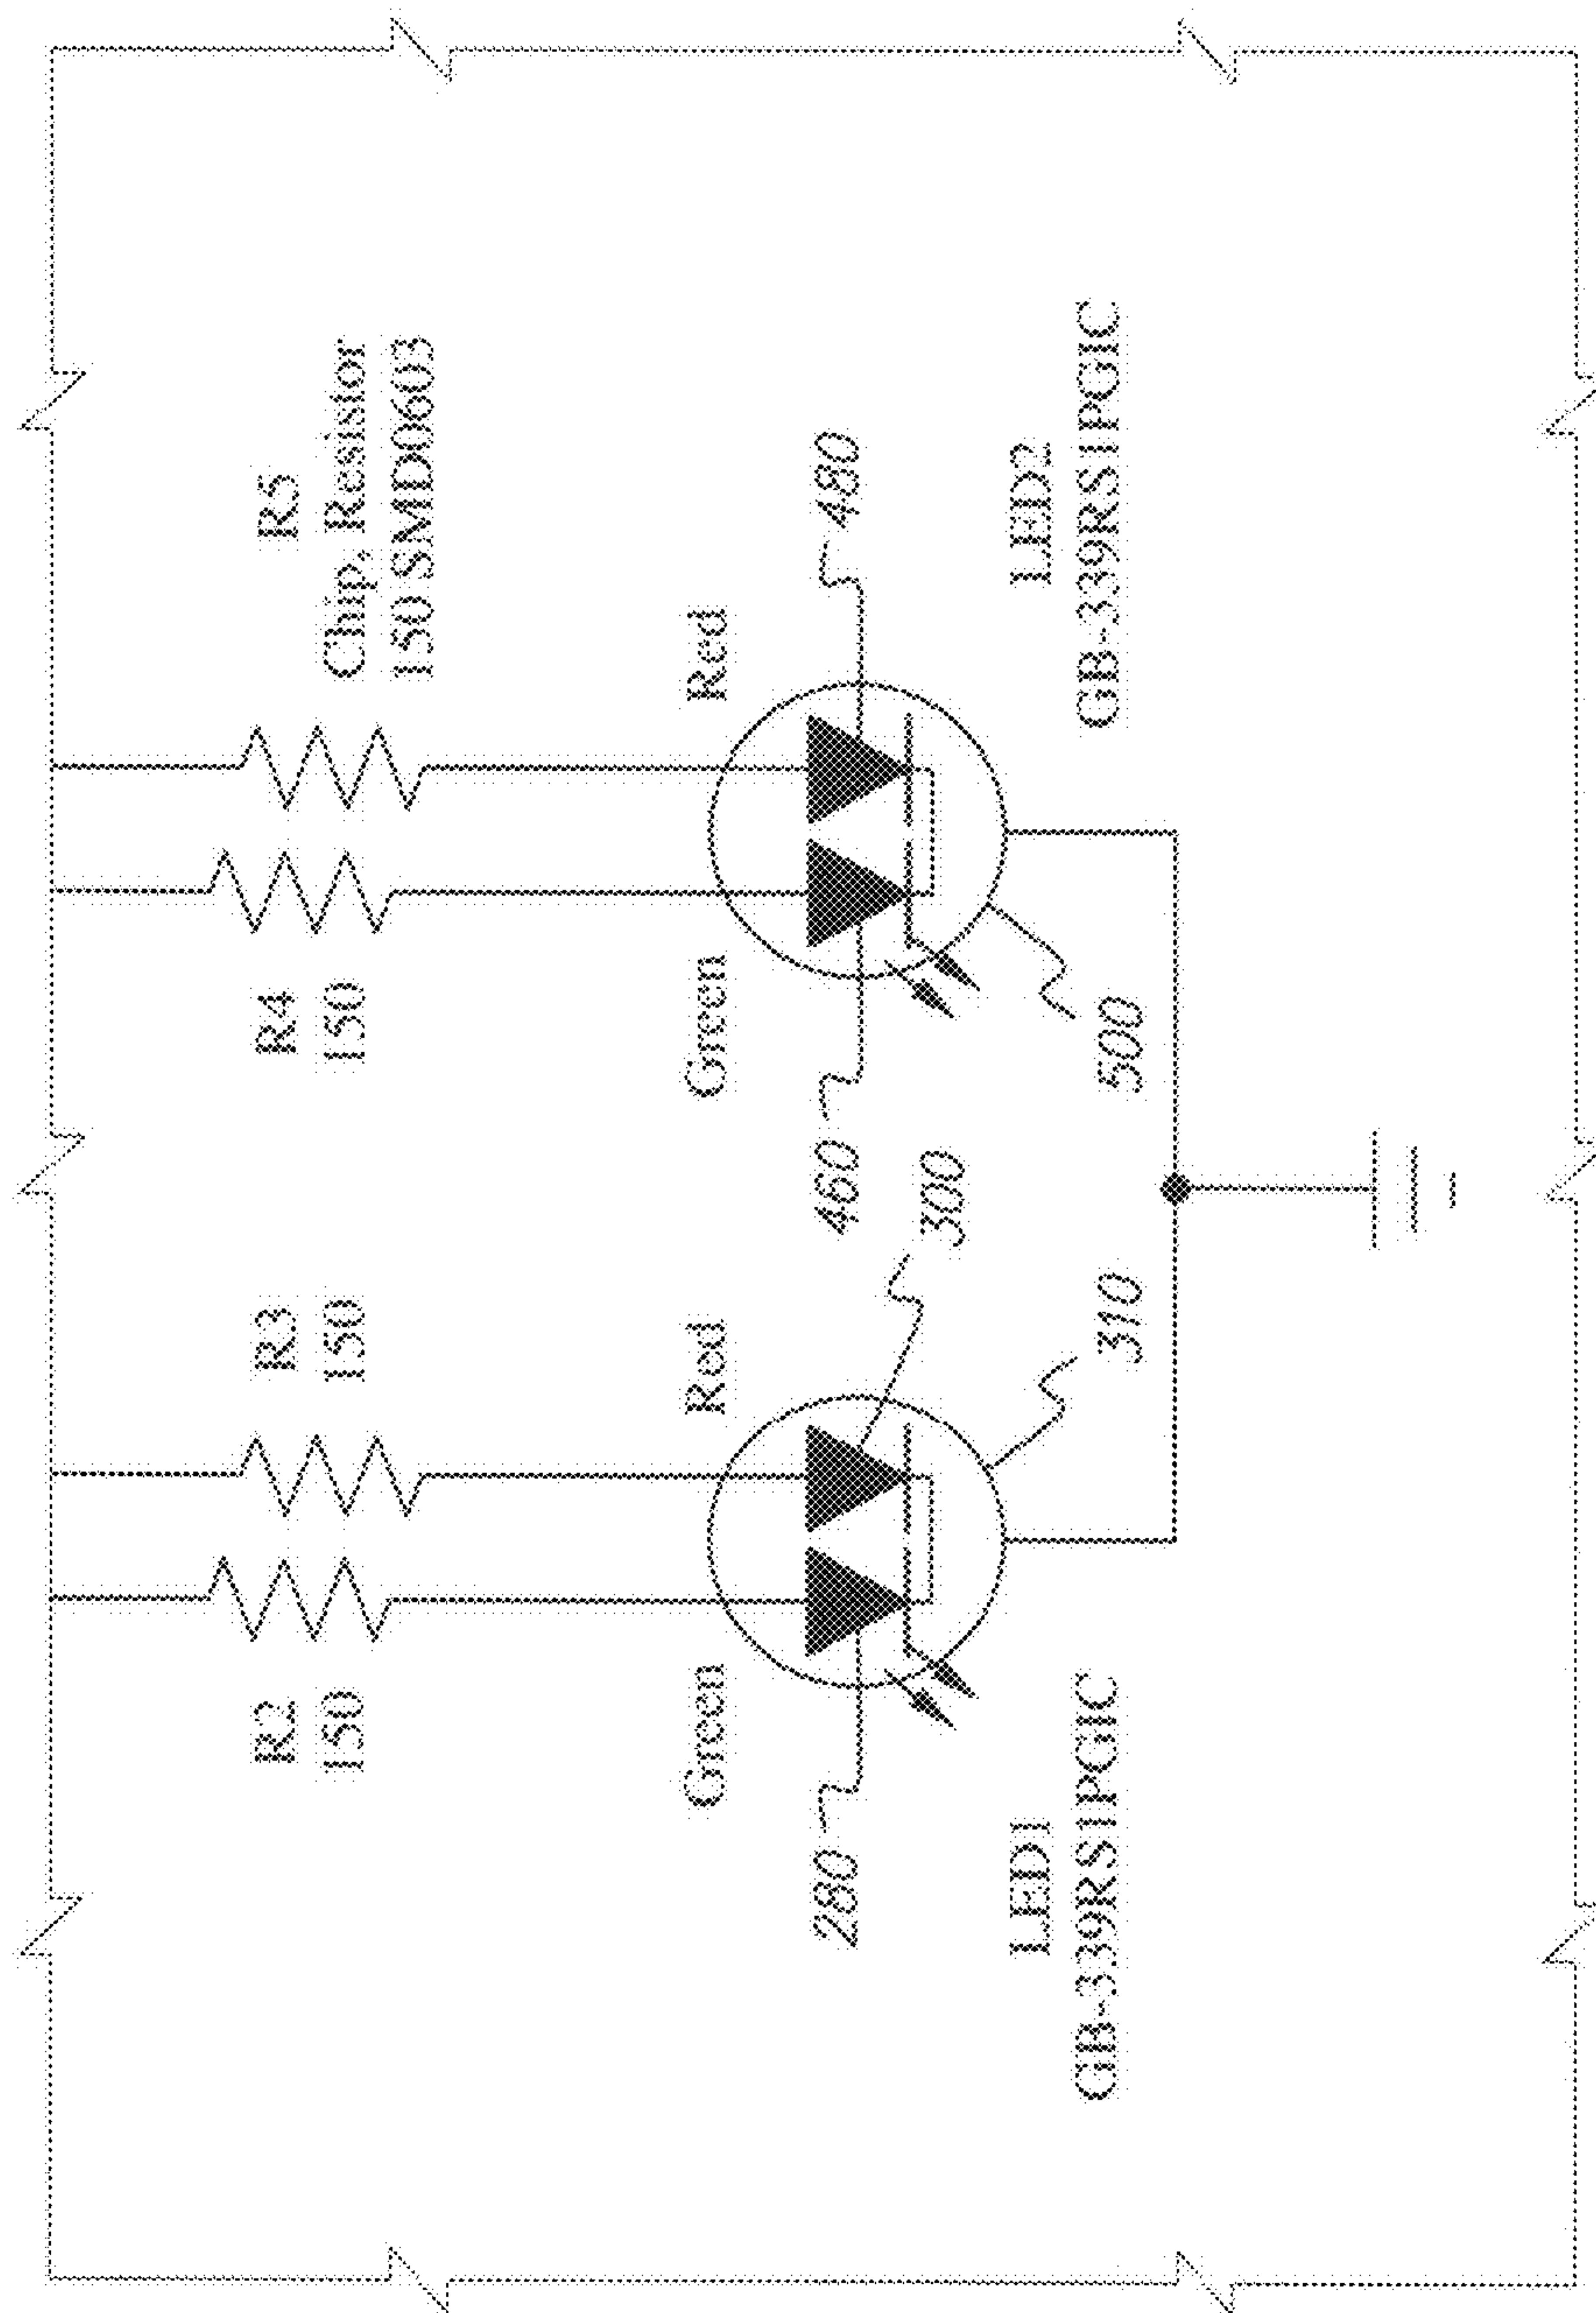 R2
150
R3
150
R4
150
R5
Chip, Resistor
150 SMD0603
Green
Red
Green
Red
280
300
460
480
LED1
GB-339RS1PGIC
310
500
LED2
GB-339RS1PGIC